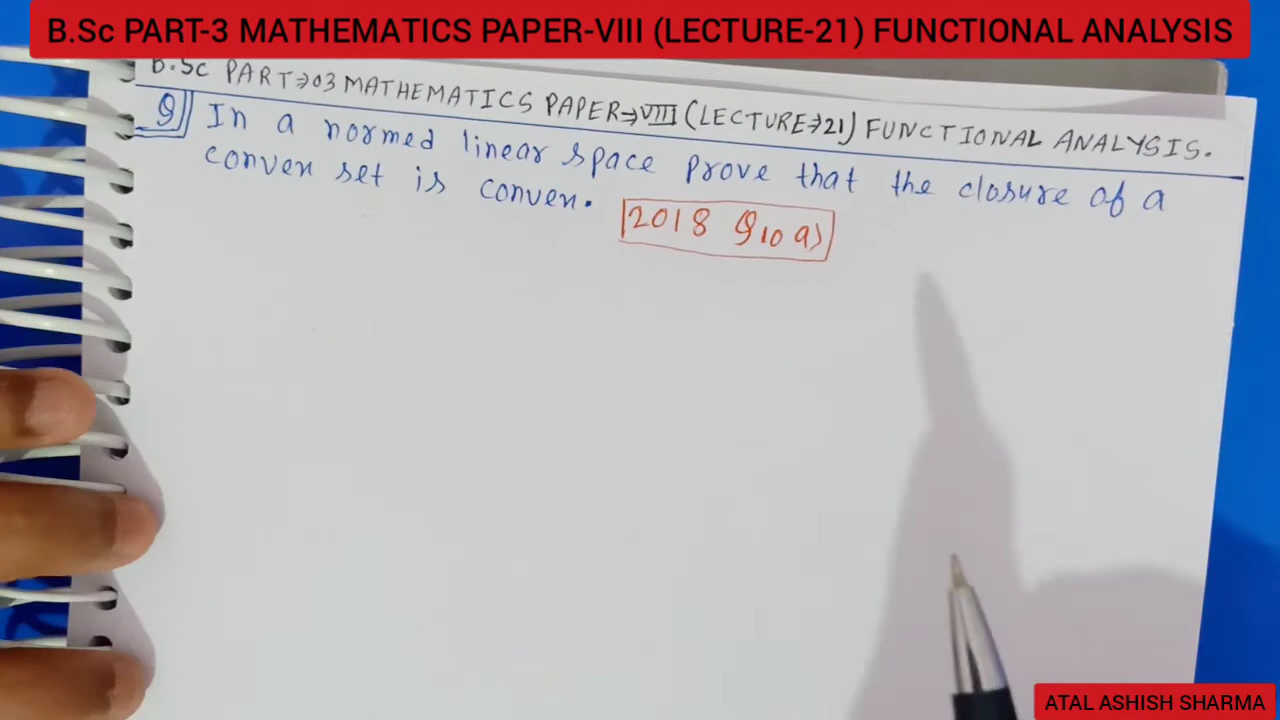 B.Sc PART-3 MATHEMATICS PAPER-VIII (LECTURE-21) FUNCTIONAL ANALYSIS
B.Sc PART→03 MATHEMATICS PAPER→VIII (LECTURE→21) FUNCTIONAL ANALYSIS.
Q In a normed linear space prove that the closure of a
convex set is convex. 2018 Q10 a)
ATAL ASHISH SHARMA